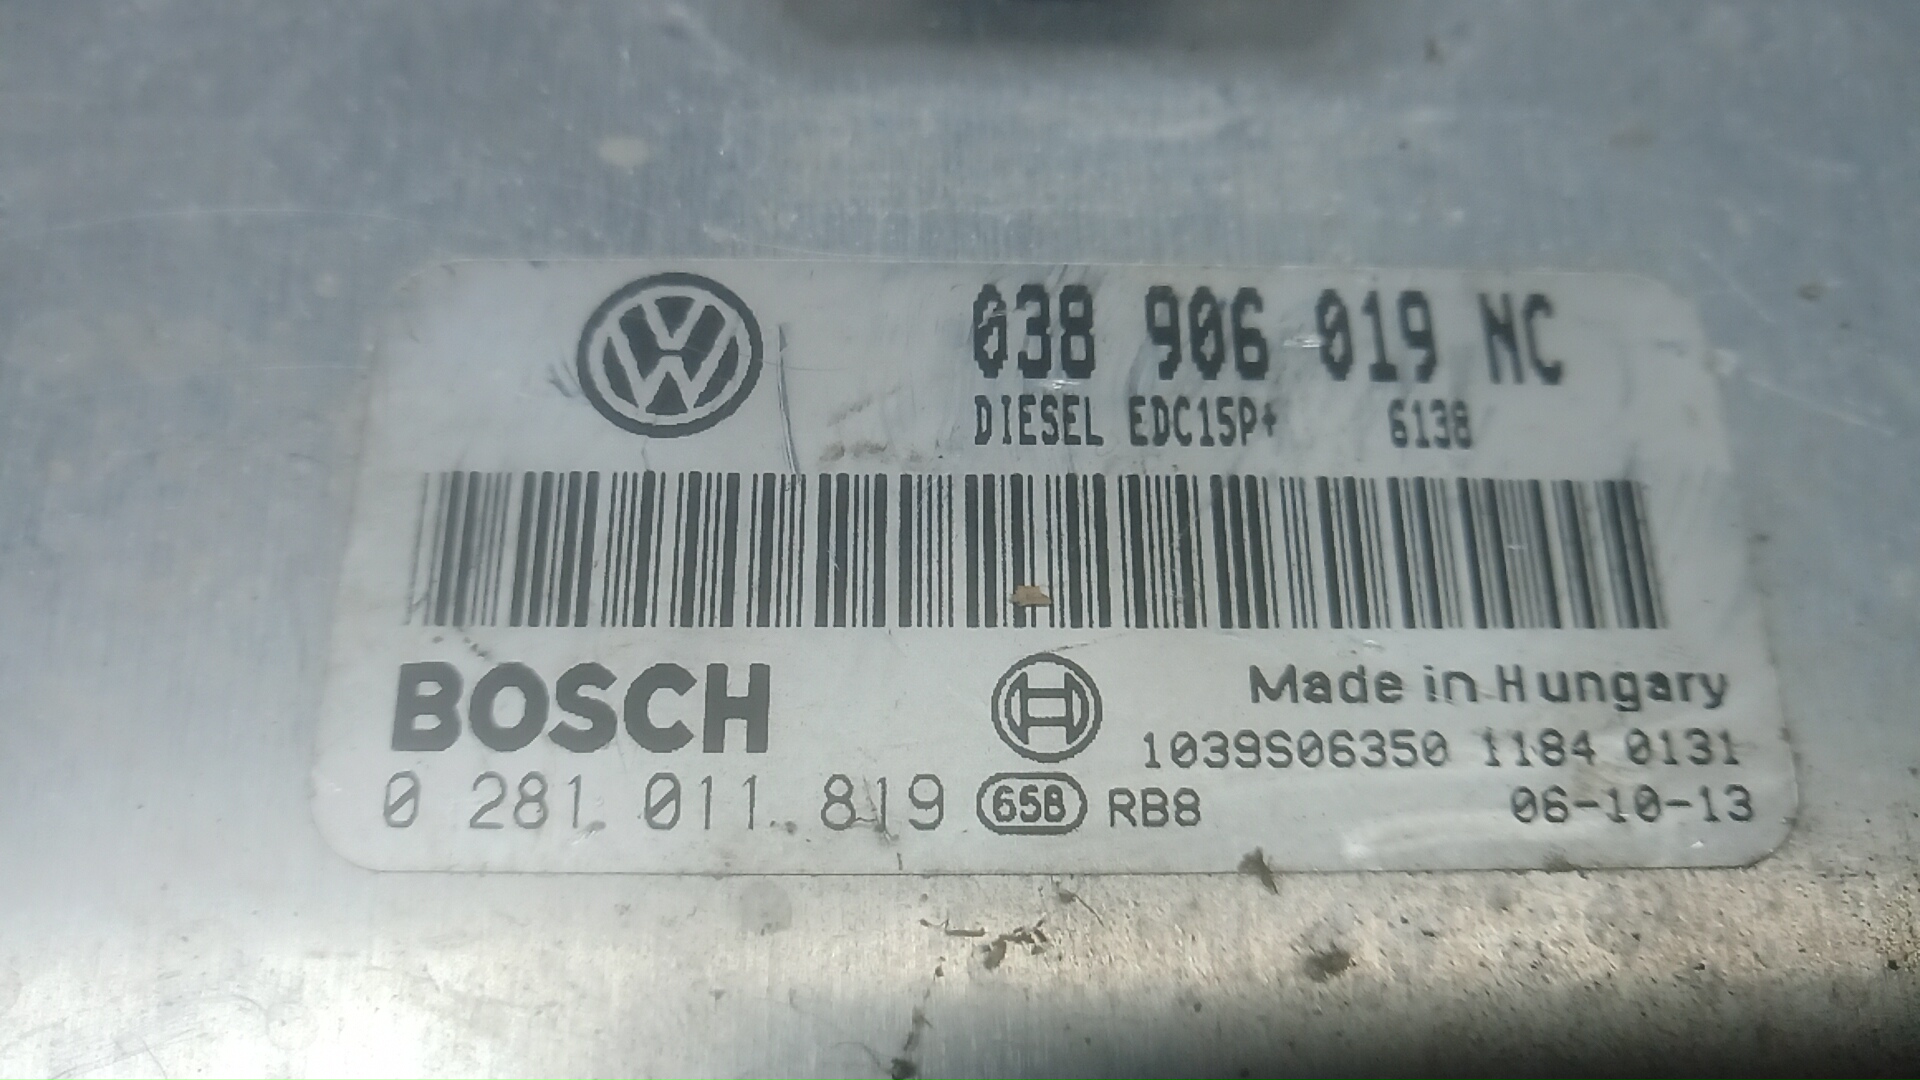 038 906 019 NC
DIESEL EDC15P+ 6138
BOSCH
Made in Hungary
1039S06350 1184 0131
0 281 011 819 65B RB8 06-10-13